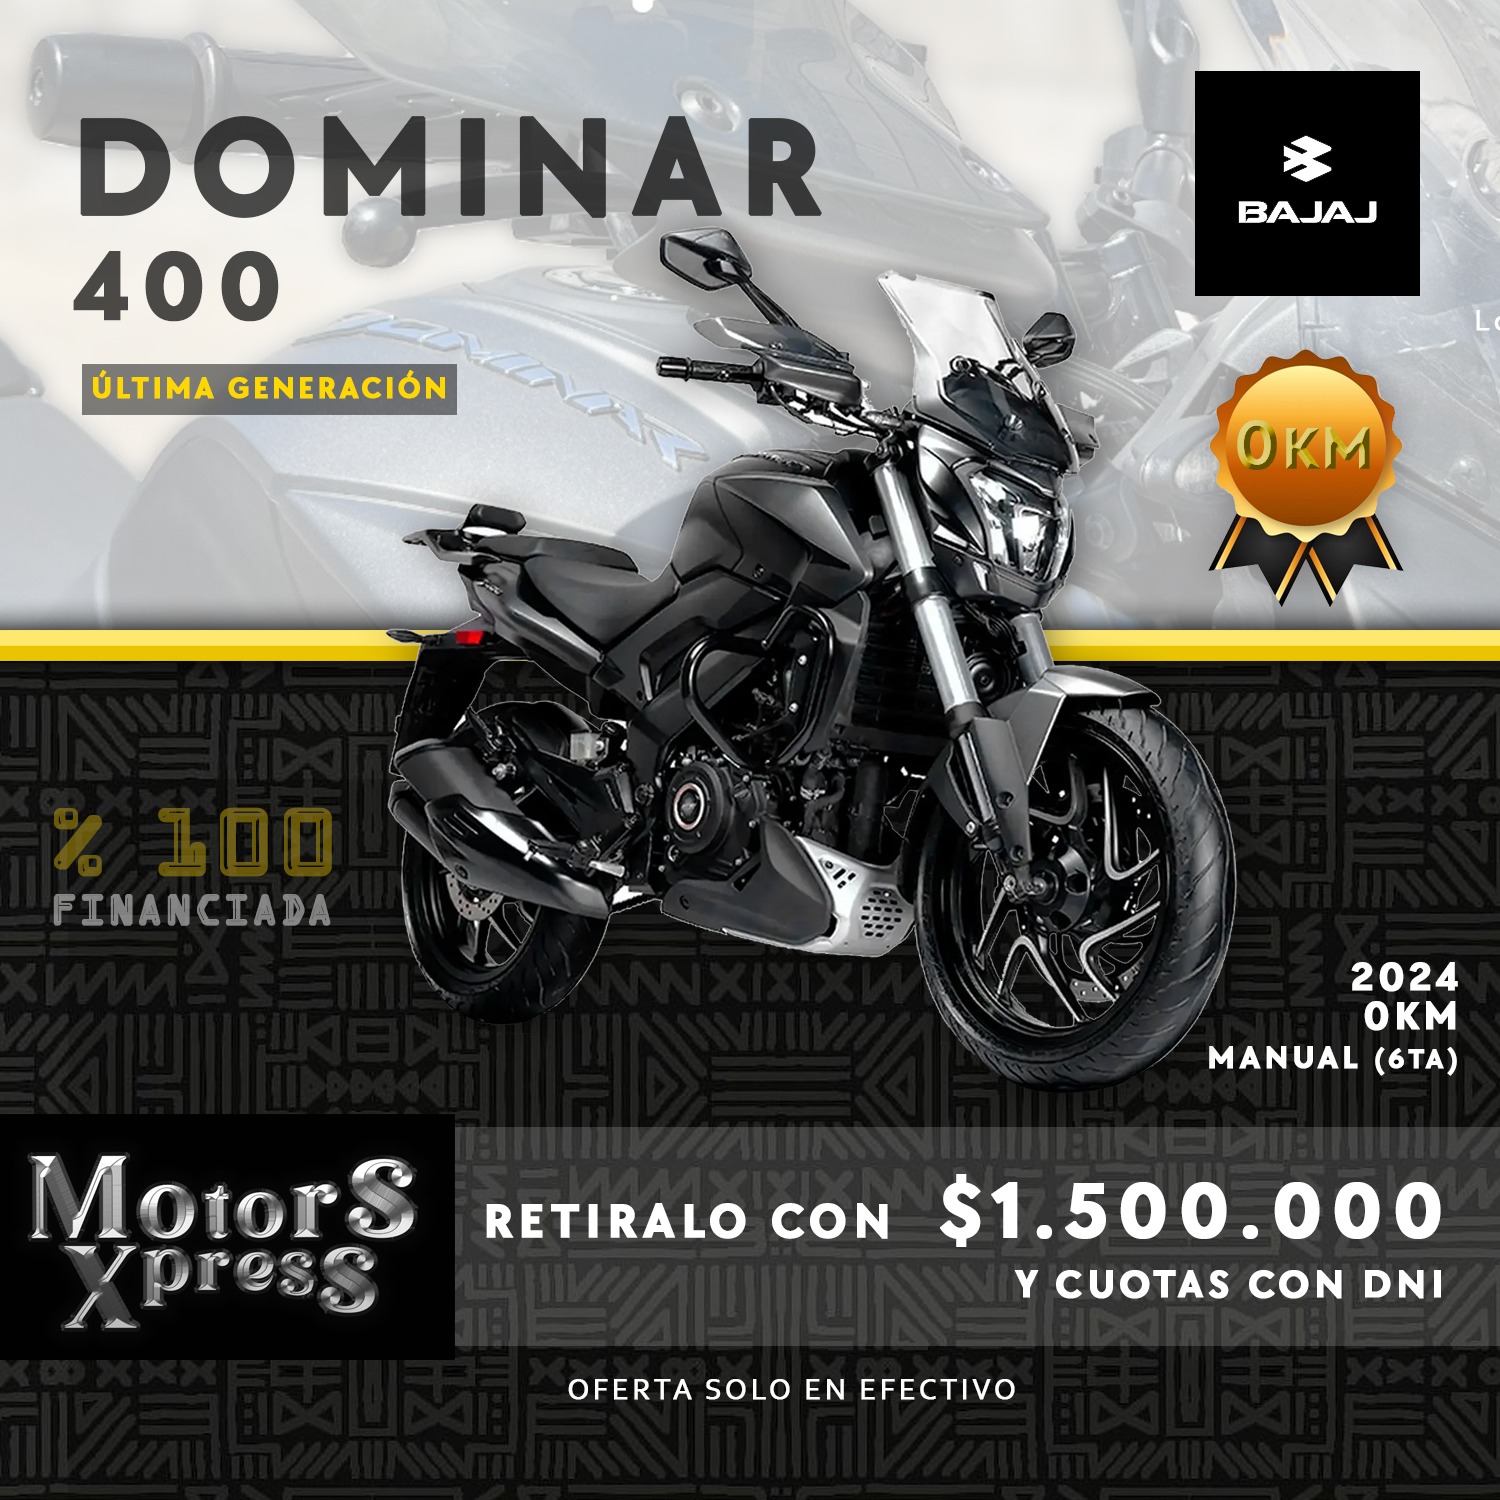 DOMINAR
400
ÚLTIMA GENERACIÓN
BAJAJ
0KM
% 100
FINANCIADA
2024
0KM
MANUAL (6TA)
MotorS
XpresS
RETIRALO CON $1.500.000
Y CUOTAS CON DNI
OFERTA SOLO EN EFECTIVO